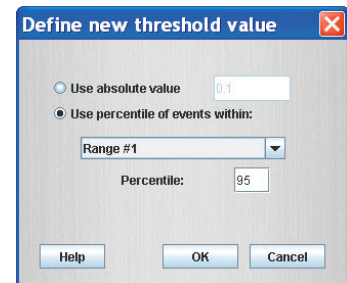 Define new threshold value
Use absolute value 0.1
Use percentile of events within:
Range #1
Percentile: 95
Help OK Cancel